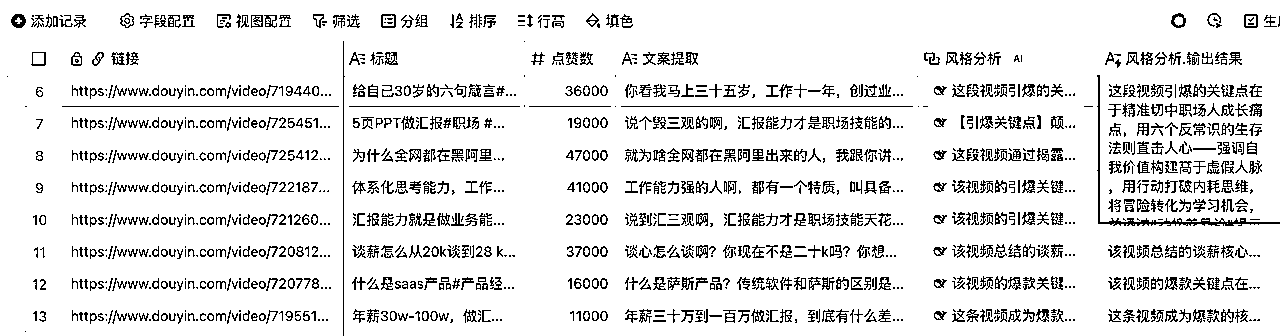 添加记录 字段配置 视图配置 筛选 分组 排序 行高 填色 生
链接 标题 # 点赞数 文案提取 风格分析 AI 风格分析.输出结果
6 https://www.douyin.com/video/719440... 给自己30岁的六句箴言#... 36000 你看我马上三十五岁，工作十一年，创过业... 这段视频引爆的关... 这段视频引爆的关键点在
于精准切中职场人成长痛
7 https://www.douyin.com/video/725451... 5页PPT做汇报#职场 #... 19000 说个毁三观的啊，汇报能力才是职场技能的... 【引爆关键点】颠... 点，用六个反常识的生存
法则直击人心——强调自
8 https://www.douyin.com/video/725412... 为什么全网都在黑阿里... 47000 就为啥全网都在黑阿里出来的人，我跟你讲... 这段视频通过揭露... 我价值构建高于虚假人脉
9 https://www.douyin.com/video/722187... 体系化思考能力，工作... 41000 工作能力强的人啊，都有一个特质，叫具备... 该视频的引爆关键... ，用行动打破内耗思维，
将冒险转化为学习机会，
10 https://www.douyin.com/video/721260... 汇报能力就是做业务能... 23000 说到汇三观啊，汇报能力才是职场技能天花... 该视频的引爆关键...
11 https://www.douyin.com/video/720812... 谈薪怎么从20k谈到28 k... 37000 谈心怎么谈啊？你现在不是二十k吗？你想... 该视频总结的谈薪... 该视频总结的谈薪核心...
12 https://www.douyin.com/video/720778... 什么是saas产品#产品经... 16000 什么是萨斯产品？传统软件和萨斯的区别是... 该视频的爆款关键... 该视频的爆款关键点在...
13 https://www.douyin.com/video/719551... 年薪30w-100w，做汇... 11000 年薪三十万到一百万做汇报，到底有什么差... 这条视频成为爆款... 这条视频成为爆款的核...